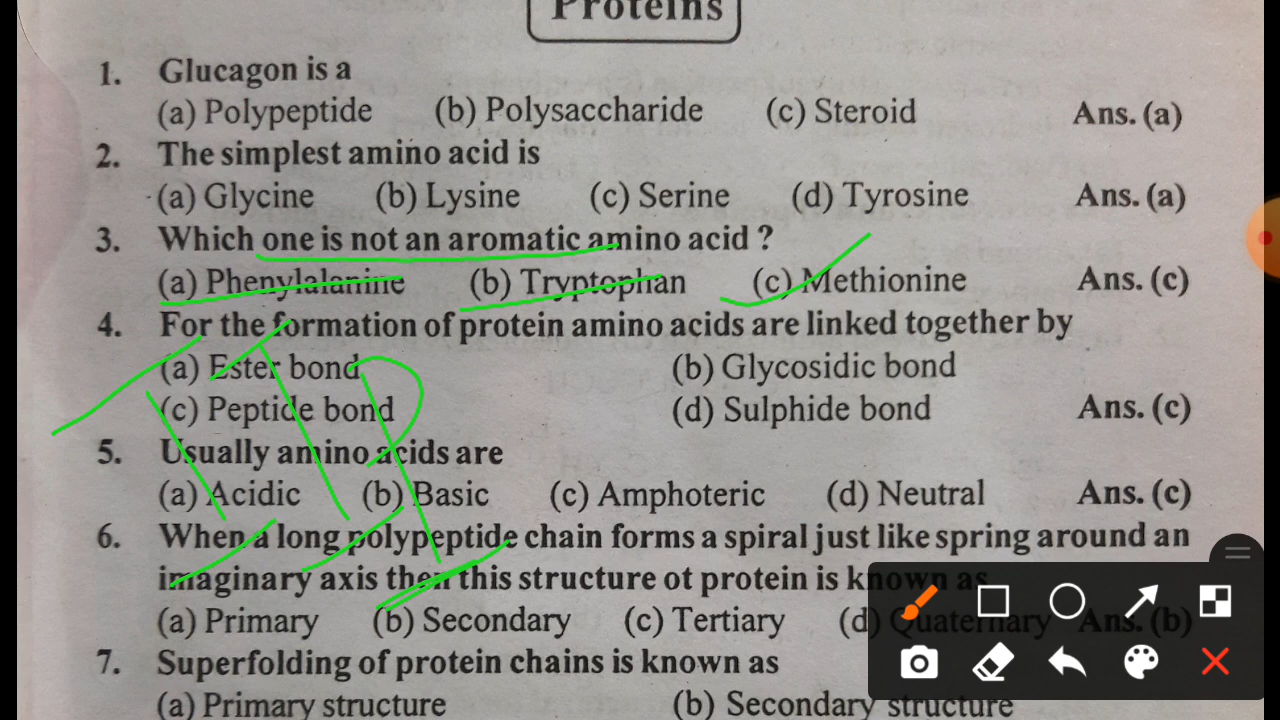 Proteins
1. Glucagon is a
(a) Polypeptide (b) Polysaccharide (c) Steroid Ans. (a)
2. The simplest amino acid is
(a) Glycine (b) Lysine (c) Serine (d) Tyrosine Ans. (a)
3. Which one is not an aromatic amino acid ?
(a) Phenylalanine (b) Tryptophan (c) Methionine Ans. (c)
4. For the formation of protein amino acids are linked together by
(a) Ester bond (b) Glycosidic bond
(c) Peptide bond (d) Sulphide bond Ans. (c)
5. Usually amino acids are
(a) Acidic (b) Basic (c) Amphoteric (d) Neutral Ans. (c)
6. When a long polypeptide chain forms a spiral just like spring around an
imaginary axis then this structure ot protein is known as
(a) Primary (b) Secondary (c) Tertiary (d) Quaternary Ans. (b)
7. Superfolding of protein chains is known as
(a) Primary structure (b) Secondary structure